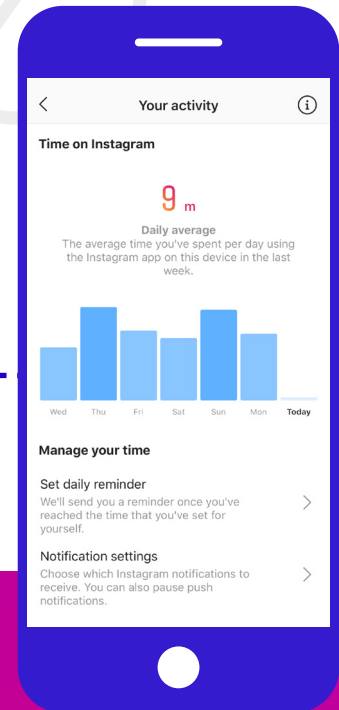 Your activity
Time on Instagram
9 m
Daily average
The average time you've spent per day using
the Instagram app on this device in the last
week.
Wed Thu Fri Sat Sun Mon Today
Manage your time
Set daily reminder
We'll send you a reminder once you've
reached the time that you've set for
yourself.
Notification settings
Choose which Instagram notifications to
receive. You can also pause push
notifications.